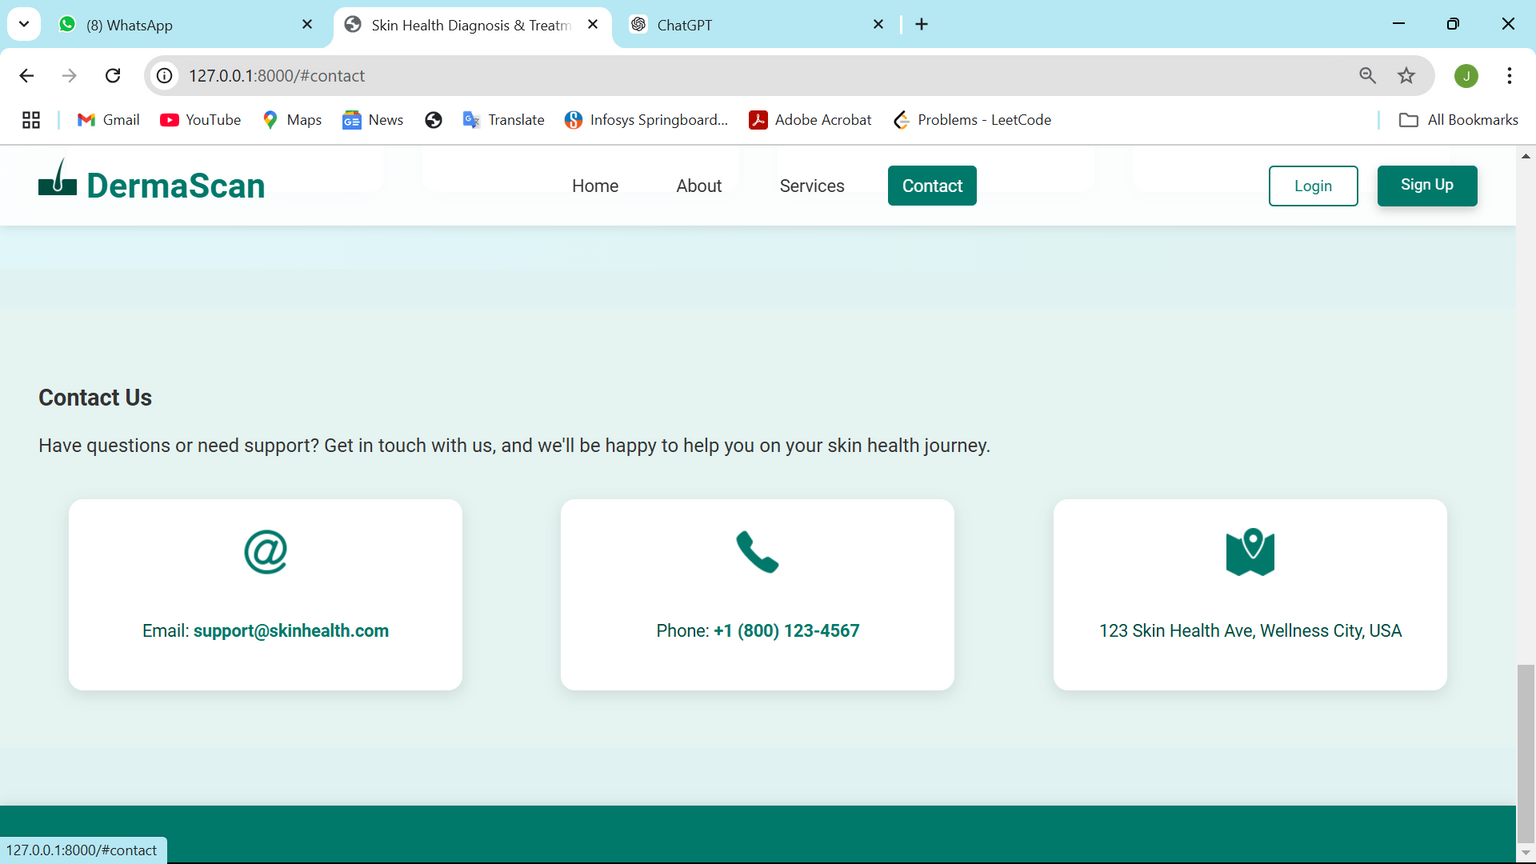 (8) WhatsApp
Skin Health Diagnosis & Treatm
ChatGPT
127.0.0.1:8000/#contact
J
Gmail
YouTube
Maps
News
Translate
Infosys Springboard...
Adobe Acrobat
Problems - LeetCode
All Bookmarks
DermaScan
Home
About
Services
Contact
Login
Sign Up
Contact Us
Have questions or need support? Get in touch with us, and we'll be happy to help you on your skin health journey.
Email: support@skinhealth.com
Phone: +1 (800) 123-4567
123 Skin Health Ave, Wellness City, USA
127.0.0.1:8000/#contact